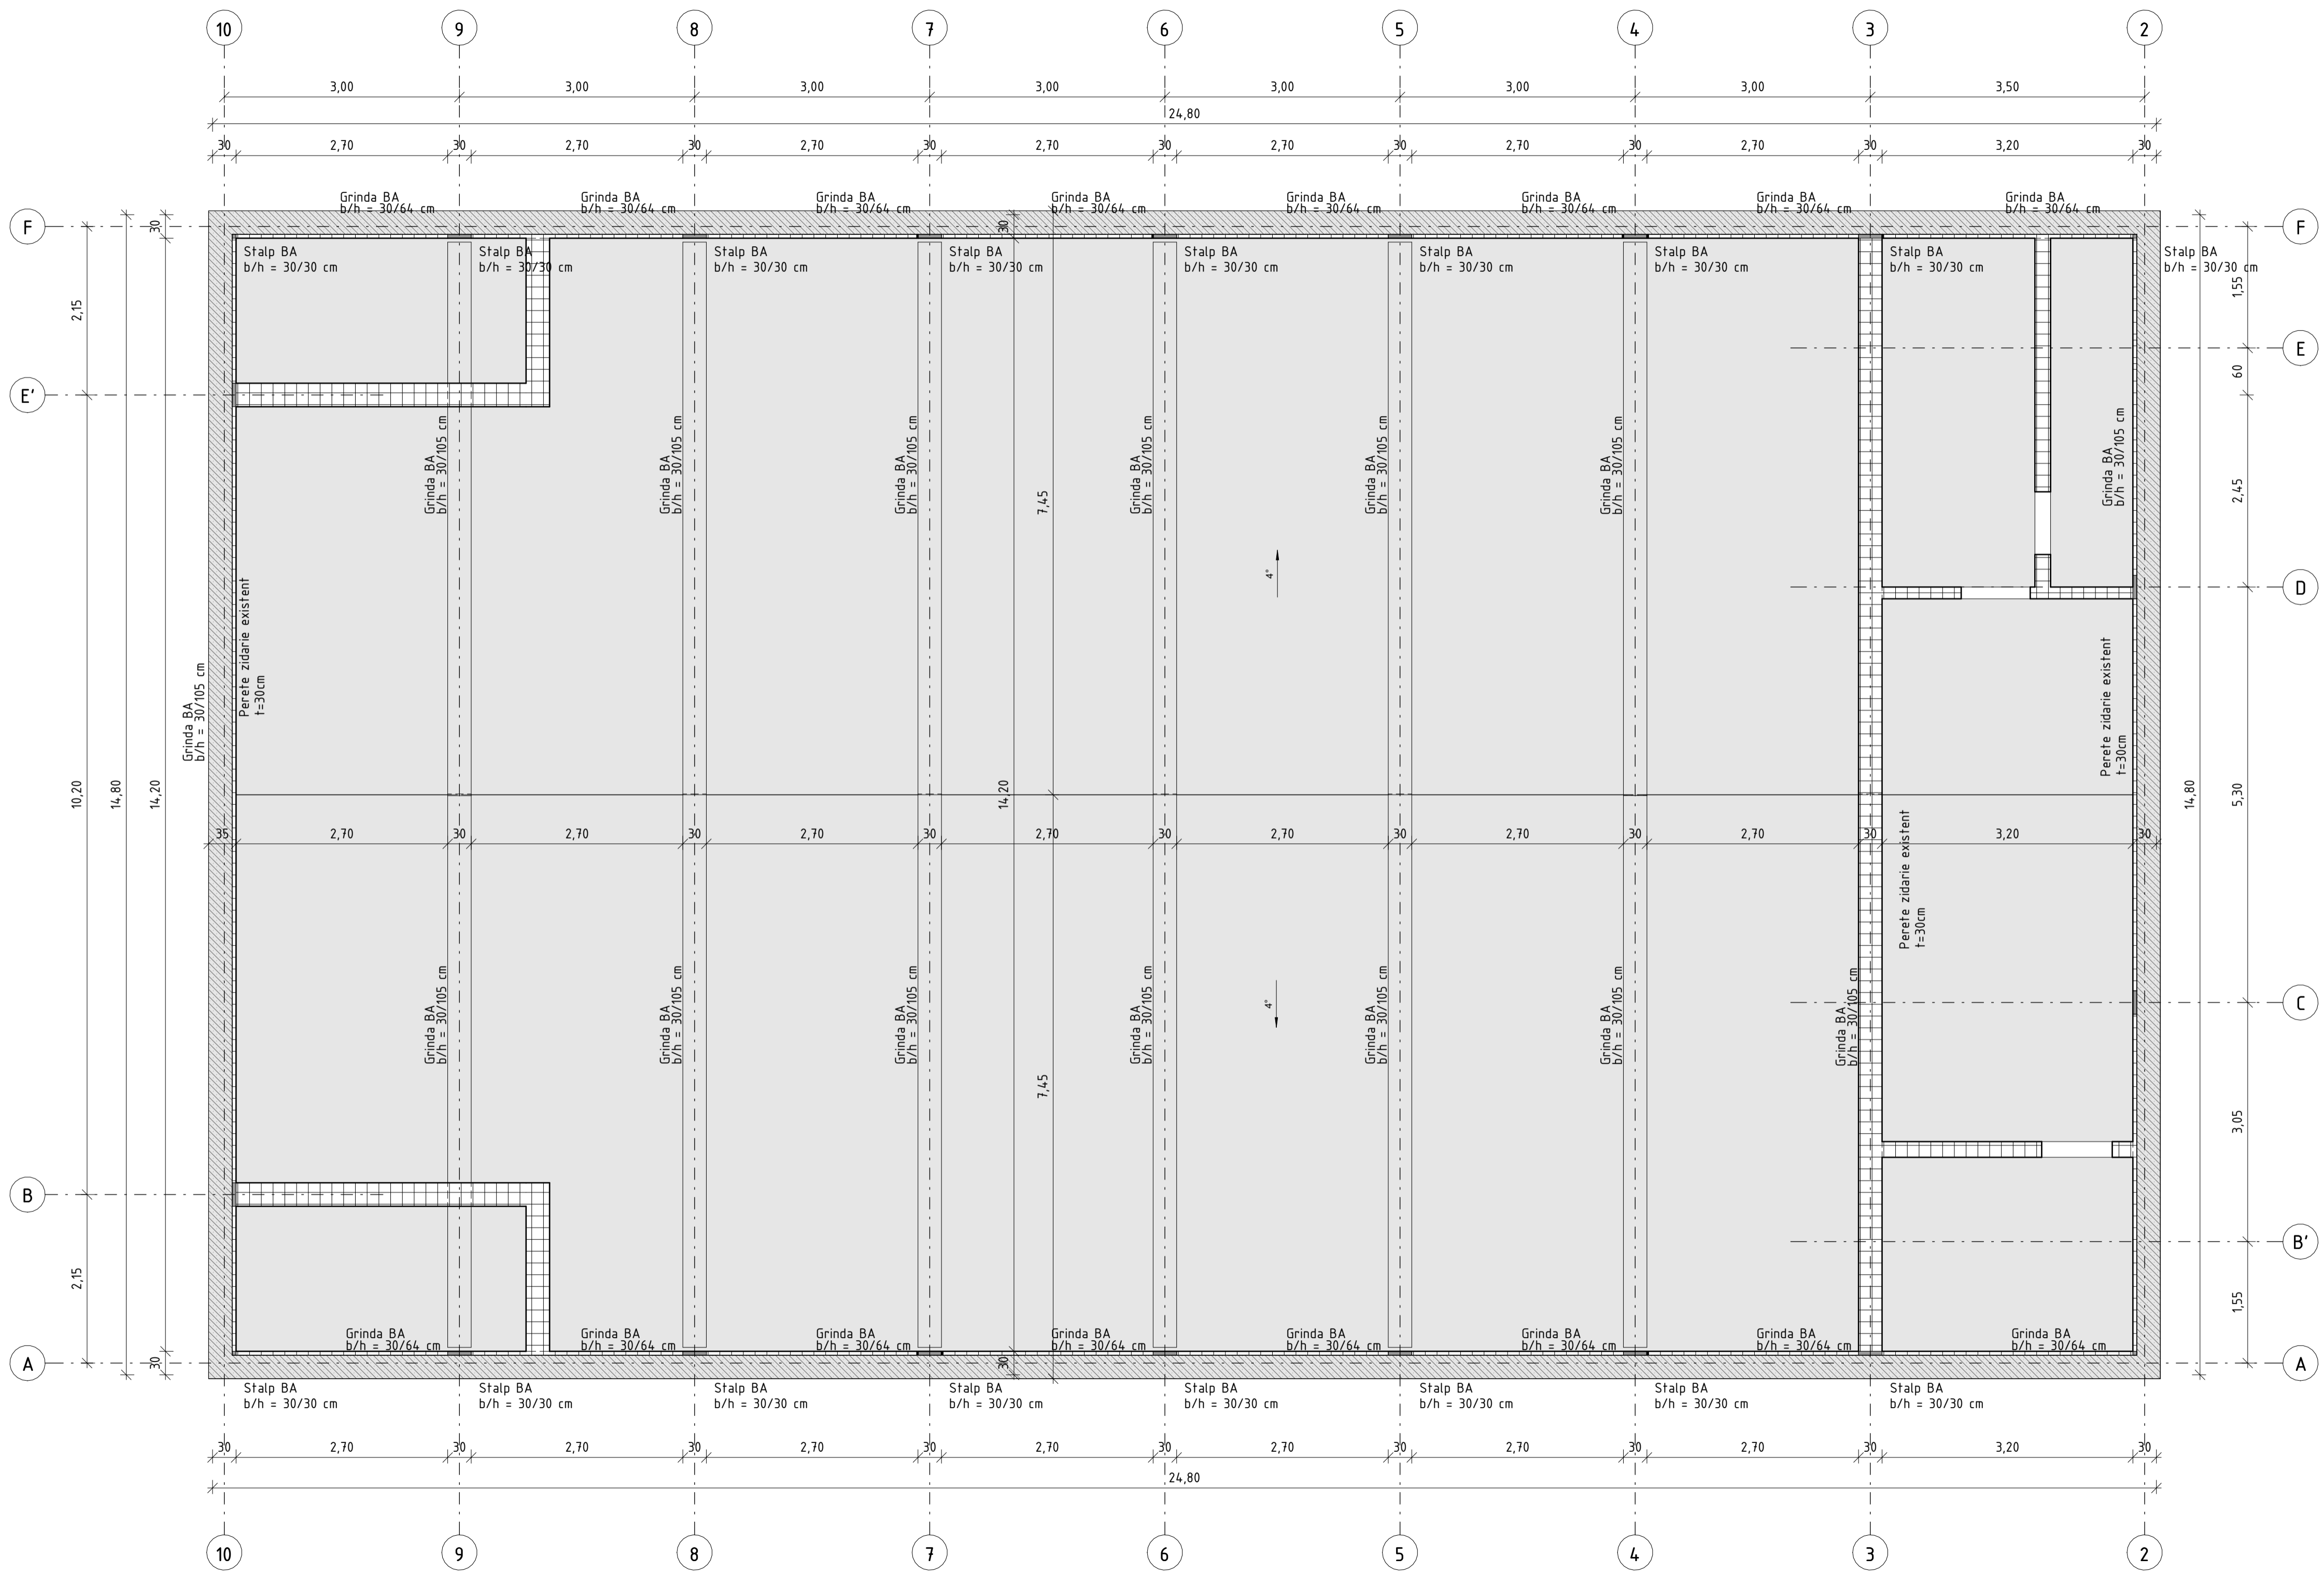 10 9 8 7 6 5 4 3 2
3,00 3,00 3,00 3,00 3,00 3,00 3,00 3,50
24,80
30 2,70 30 2,70 30 2,70 30 2,70 30 2,70 30 2,70 30 2,70 30 3,20 30
Grinda BA Grinda BA Grinda BA Grinda BA Grinda BA Grinda BA Grinda BA Grinda BA
b/h = 30/64 cm b/h = 30/64 cm b/h = 30/64 cm b/h = 30/64 cm b/h = 30/64 cm b/h = 30/64 cm b/h = 30/64 cm b/h = 30/64 cm
F 30 30 F
Stalp BA Stalp BA Stalp BA Stalp BA Stalp BA Stalp BA Stalp BA Stalp BA Stalp BA
b/h = 30/30 cm b/h = 30/30 cm b/h = 30/30 cm b/h = 30/30 cm b/h = 30/30 cm b/h = 30/30 cm b/h = 30/30 cm b/h = 30/30 cm b/h = 30/30 cm
2,15 1,55
E
60
E'
Grinda BA Grinda BA Grinda BA Grinda BA Grinda BA Grinda BA Grinda BA
b/h = 30/105 cm b/h = 30/105 cm b/h = 30/105 cm b/h = 30/105 cm b/h = 30/105 cm b/h = 30/105 cm b/h = 30/105 cm
7,45 2,45
4°
D
Perete zidarie existent
t=30cm
Perete zidarie existent
t=30cm
Grinda BA
b/h = 30/105 cm
10,20 14,80 14,20 14,20 14,80 5,30
35 2,70 30 2,70 30 2,70 30 2,70 30 2,70 30 2,70 30 2,70 30 3,20 30
Perete zidarie existent
t=30cm
4°
C
Grinda BA Grinda BA Grinda BA Grinda BA Grinda BA Grinda BA Grinda BA
b/h = 30/105 cm b/h = 30/105 cm b/h = 30/105 cm b/h = 30/105 cm b/h = 30/105 cm b/h = 30/105 cm b/h = 30/105 cm
7,45 3,05
B
B'
2,15 1,55
Grinda BA Grinda BA Grinda BA Grinda BA Grinda BA Grinda BA Grinda BA Grinda BA
b/h = 30/64 cm b/h = 30/64 cm b/h = 30/64 cm b/h = 30/64 cm b/h = 30/64 cm b/h = 30/64 cm b/h = 30/64 cm b/h = 30/64 cm
A 30 30 A
Stalp BA Stalp BA Stalp BA Stalp BA Stalp BA Stalp BA Stalp BA Stalp BA
b/h = 30/30 cm b/h = 30/30 cm b/h = 30/30 cm b/h = 30/30 cm b/h = 30/30 cm b/h = 30/30 cm b/h = 30/30 cm b/h = 30/30 cm
30 2,70 30 2,70 30 2,70 30 2,70 30 2,70 30 2,70 30 2,70 30 3,20 30
24,80
10 9 8 7 6 5 4 3 2